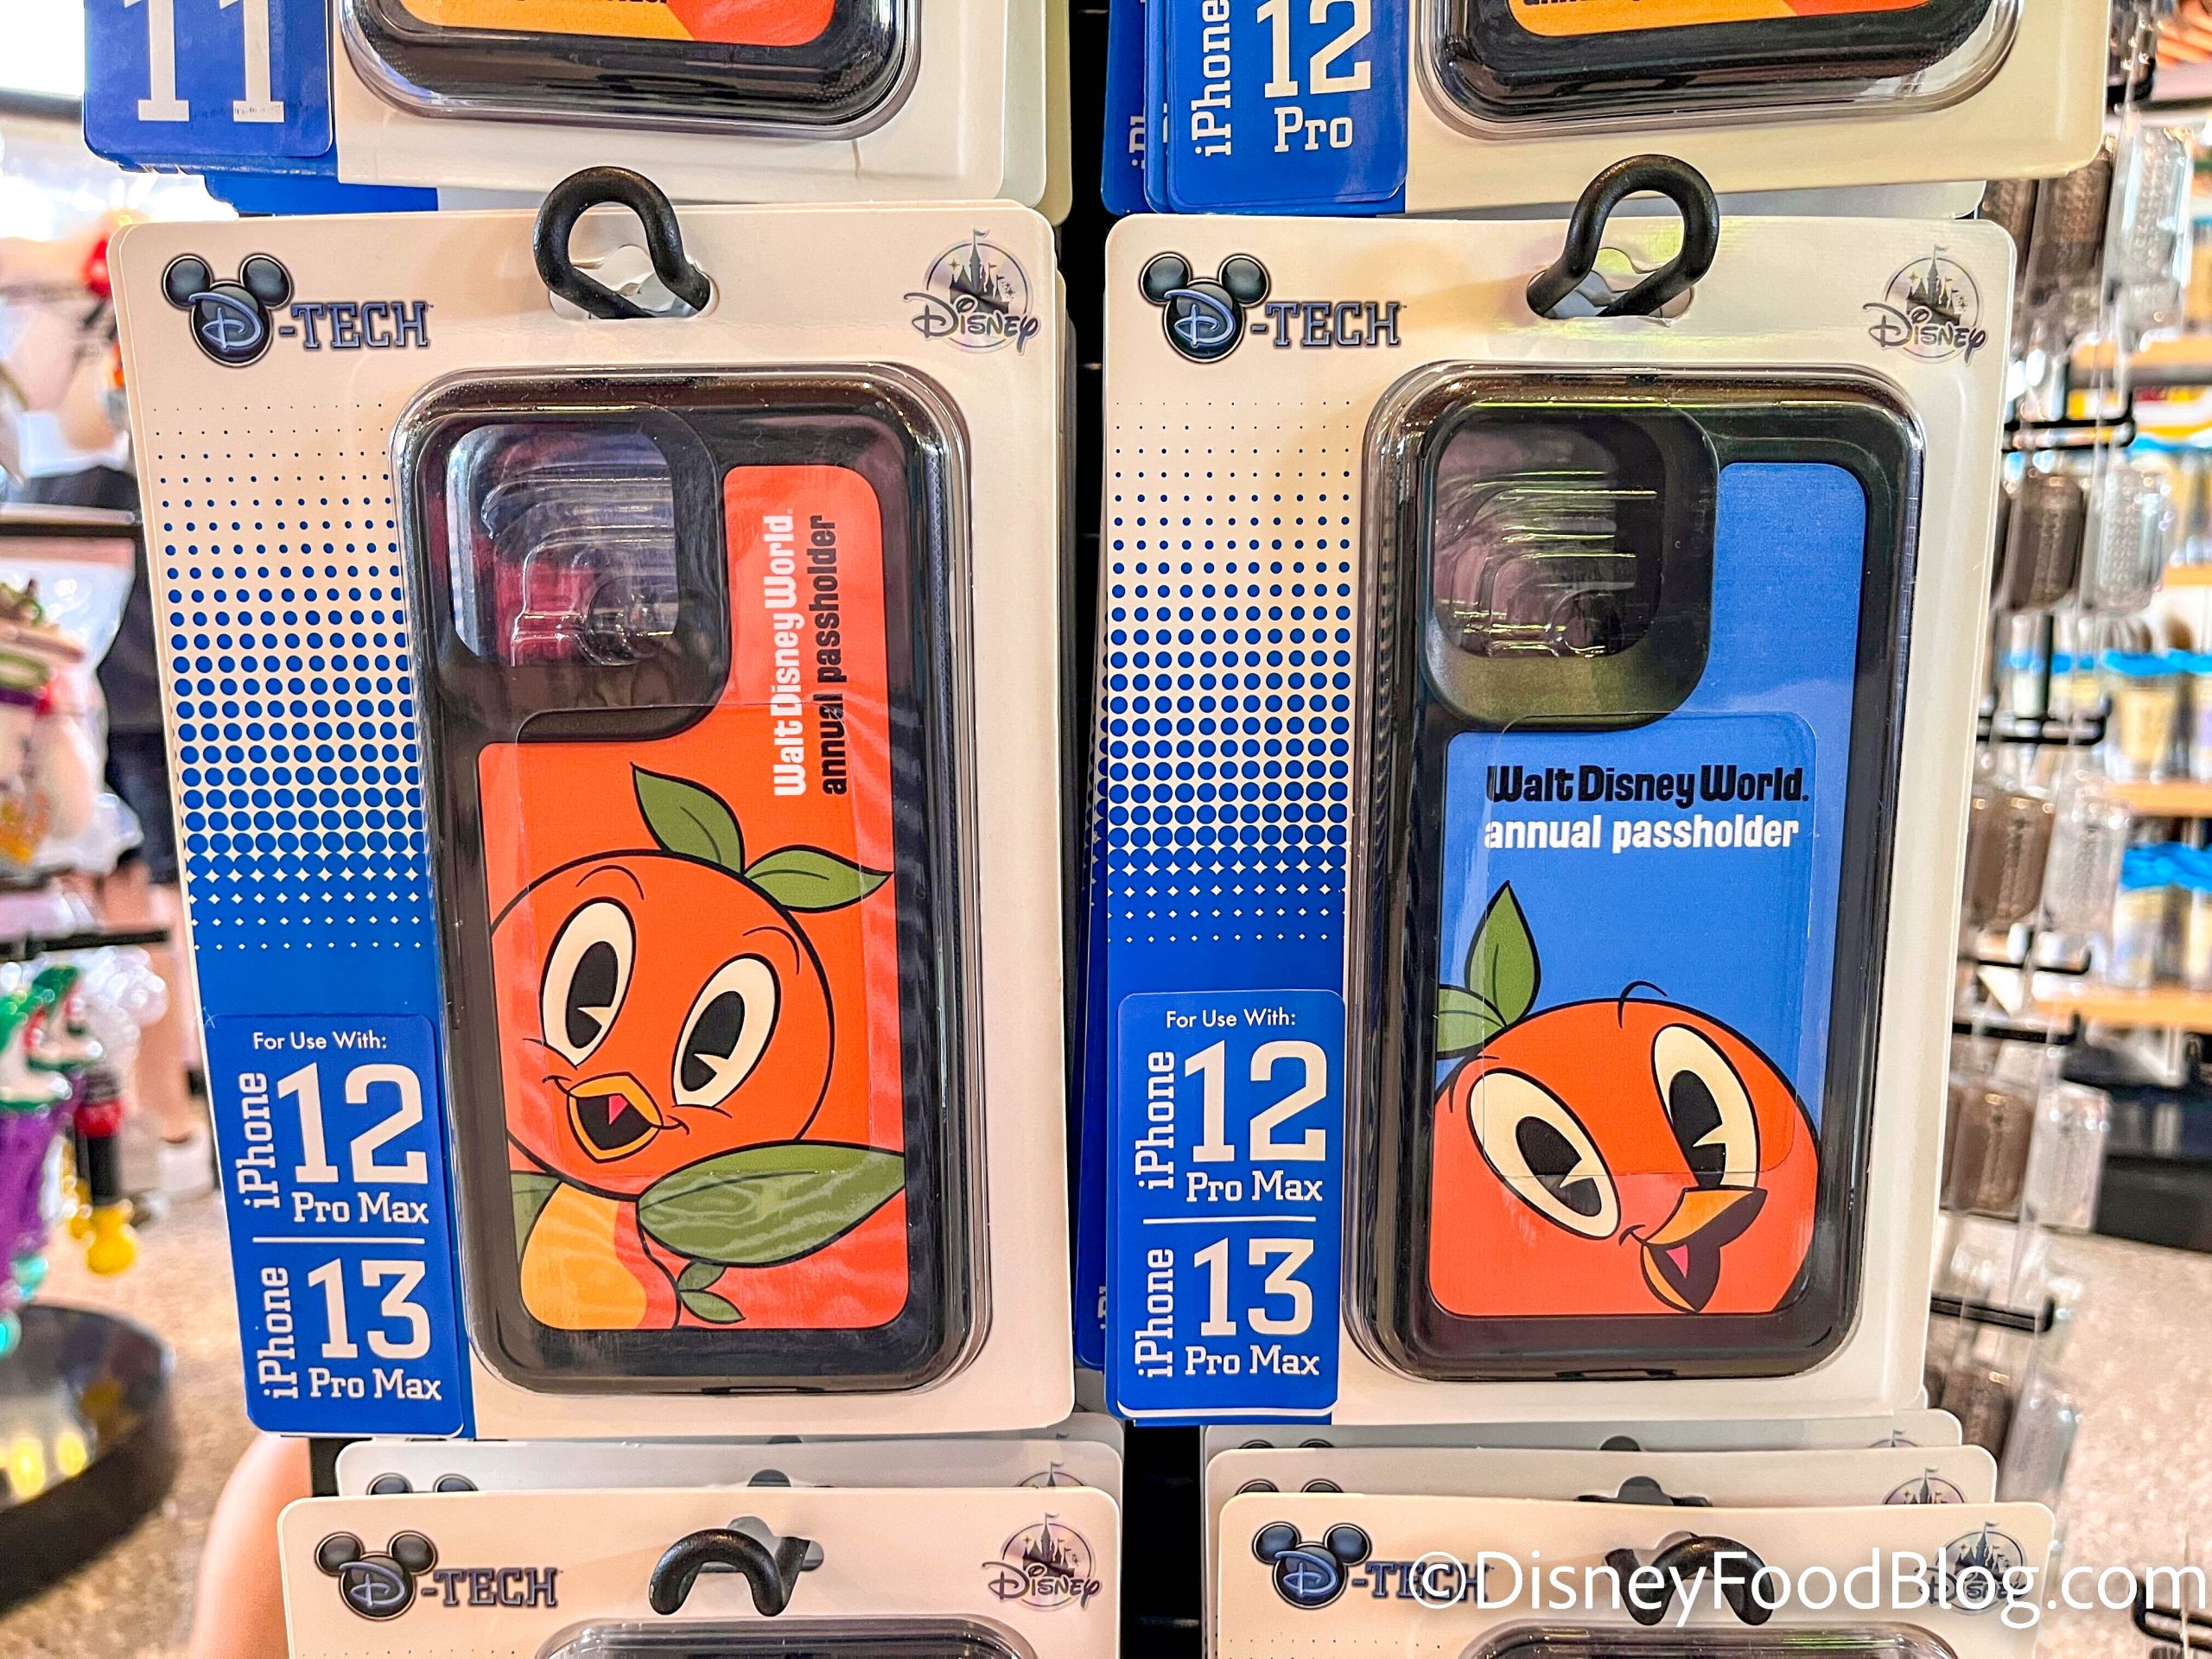 11
iPhone
12
Pro
D-TECH
Disney
Walt Disney World.
annual passholder
For Use With:
iPhone
12
Pro Max
iPhone
13
Pro Max
D-TECH
Disney
Walt Disney World.
annual passholder
For Use With:
iPhone
12
Pro Max
iPhone
13
Pro Max
D-TECH
Disney
D-TECH
Disney
©DisneyFoodBlog.com